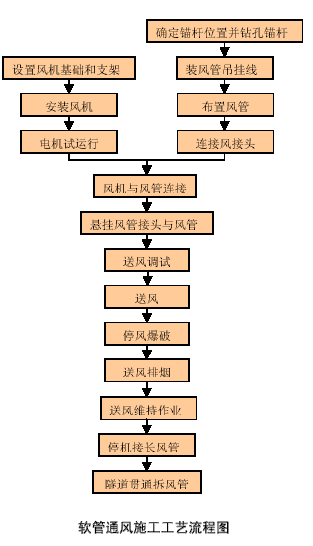 确定锚杆位置并钻孔锚杆
设置风机基础和支架
装风管吊挂线
安装风机
布置风管
电机试运行
连接风接头
风机与风管连接
悬挂风管接头与风管
送风调试
送风
停风爆破
送风排烟
送风维持作业
停机接长风管
隧道贯通拆风管
软管通风施工工艺流程图